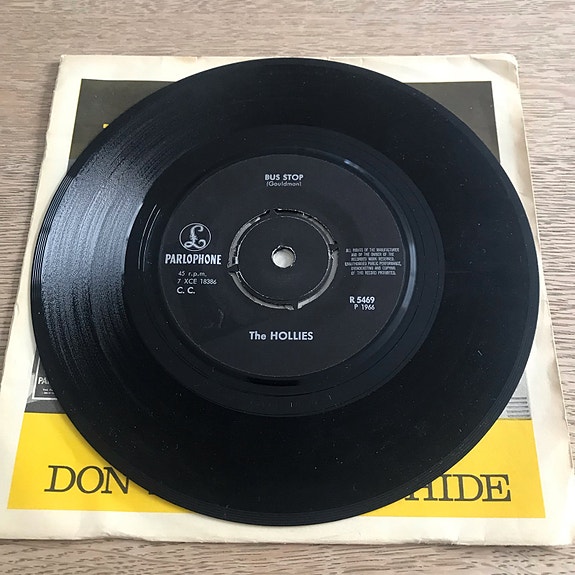 BUS STOP
(Gouldman)
£
PARLOPHONE
45 r.p.m.
7 XCE 18386
C. C.
ALL RIGHTS OF THE MANUFACTURER
AND OF THE OWNER OF THE
RECORDED WORK RESERVED.
UNAUTHORISED PUBLIC PERFORMANCE,
BROADCASTING AND COPYING
OF THIS RECORD PROHIBITED.
R 5469
P 1966
The HOLLIES
DON
HIDE